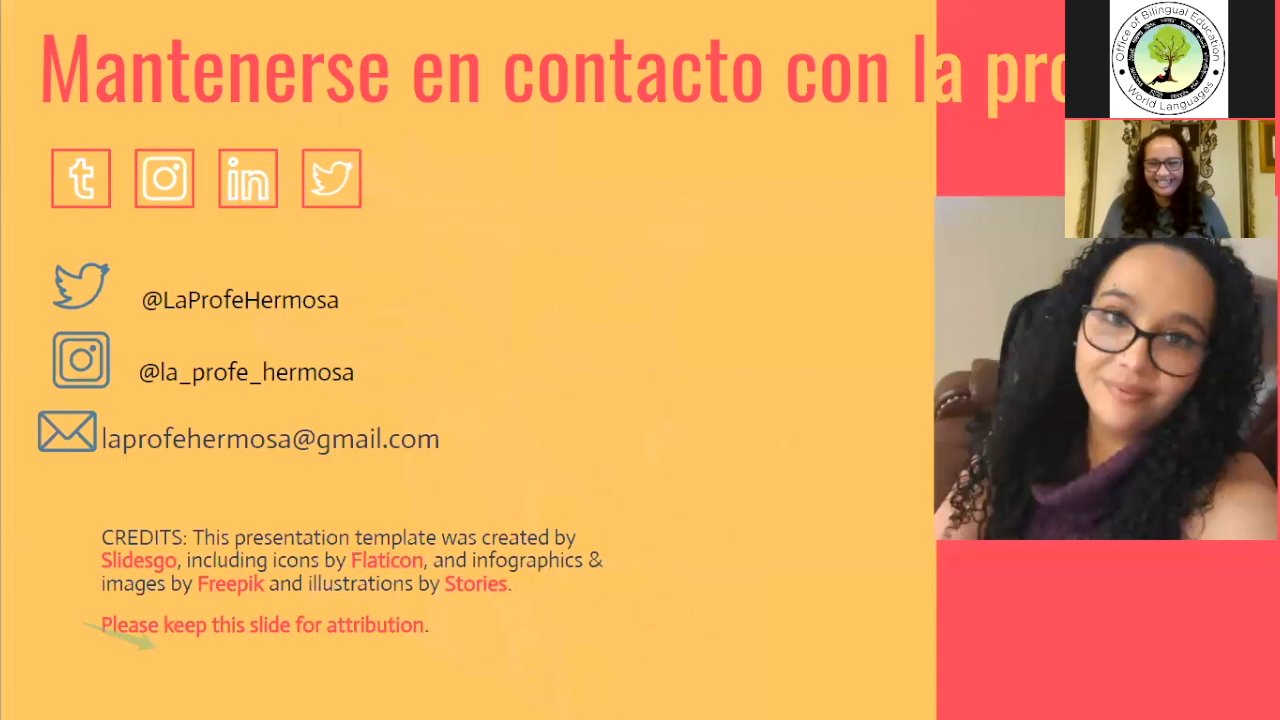 Mantenerse en contacto con la pro
@LaProfeHermosa
@la_profe_hermosa
laprofehermosa@gmail.com
CREDITS: This presentation template was created by
Slidesgo, including icons by Flaticon, and infographics &
images by Freepik and illustrations by Stories.
Please keep this slide for attribution.
Office of Bilingual Education
World Languages